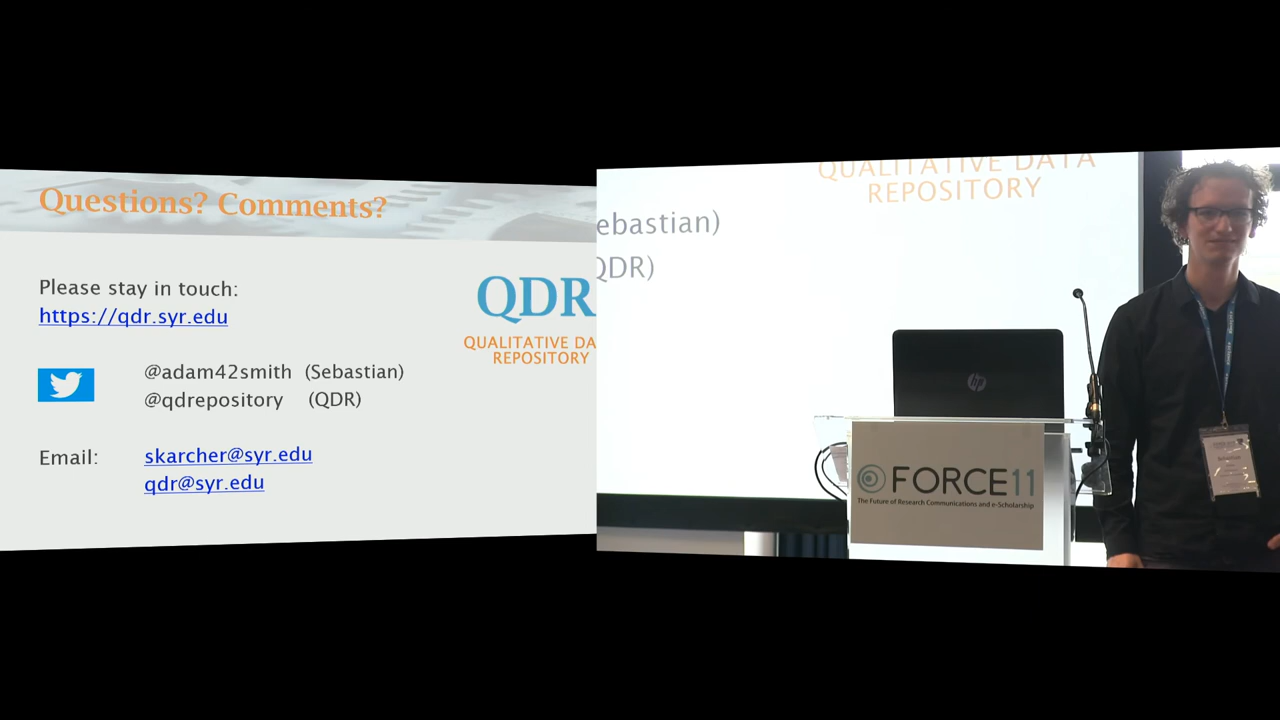 Questions? Comments?
Please stay in touch:
https://qdr.syr.edu
@adam42smith (Sebastian)
@qdrepository (QDR)
Email: skarcher@syr.edu
qdr@syr.edu
QDR
QUALITATIVE DA
REPOSITORY
QUALITATIVE DATA
REPOSITORY
ebastian)
QDR)
hp
FORCE11
The Future of Research Communications and e-Scholarship